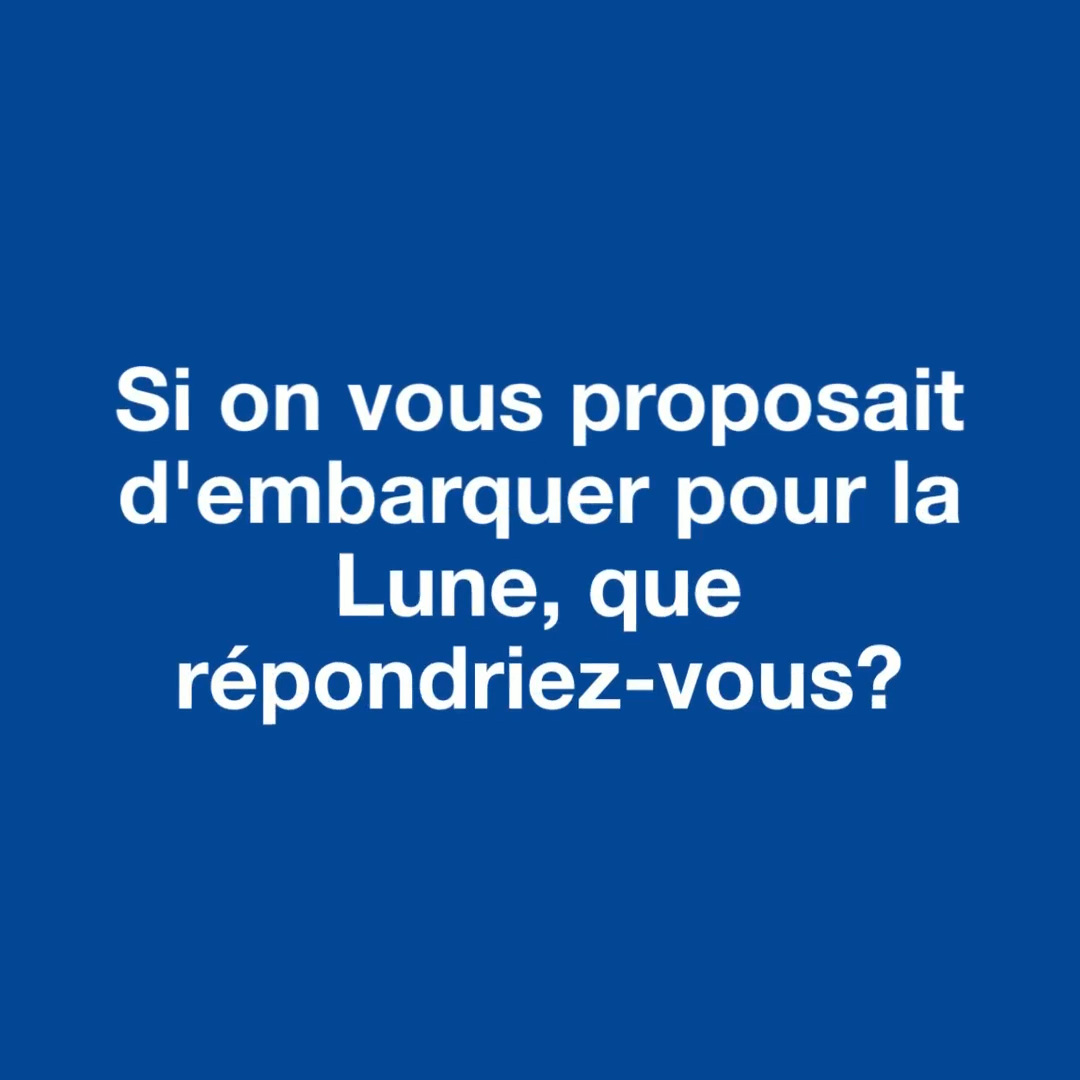 Si on vous proposait
d'embarquer pour la
Lune, que
répondriez-vous?